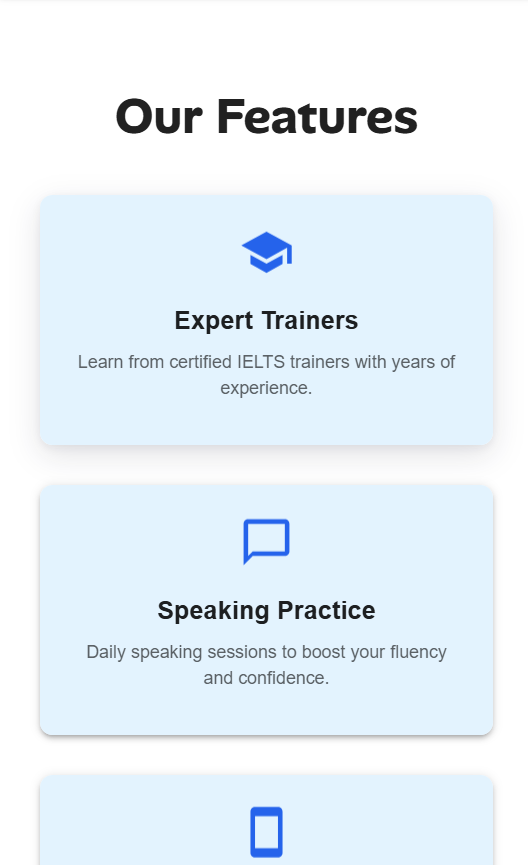 Our Features
Expert Trainers
Learn from certified IELTS trainers with years of
experience.
Speaking Practice
Daily speaking sessions to boost your fluency
and confidence.